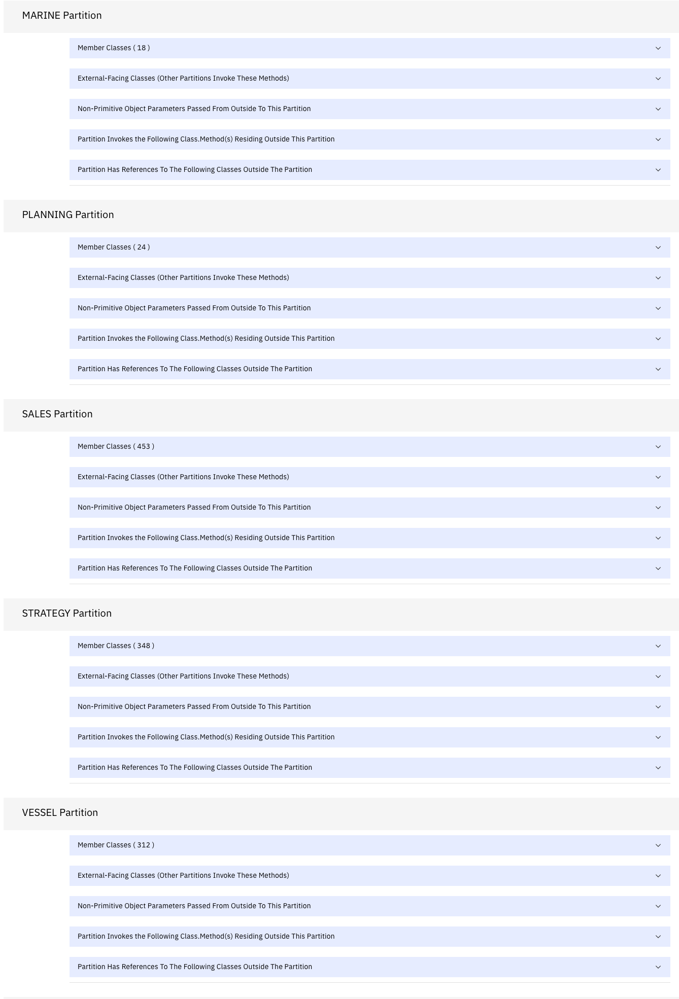 MARINE Partition
Member Classes ( 18 )
External-Facing Classes (Other Partitions Invoke These Methods)
Non-Primitive Object Parameters Passed From Outside To This Partition
Partition Invokes the Following Class.Method(s) Residing Outside This Partition
Partition Has References To The Following Classes Outside The Partition
PLANNING Partition
Member Classes ( 24 )
External-Facing Classes (Other Partitions Invoke These Methods)
Non-Primitive Object Parameters Passed From Outside To This Partition
Partition Invokes the Following Class.Method(s) Residing Outside This Partition
Partition Has References To The Following Classes Outside The Partition
SALES Partition
Member Classes ( 453 )
External-Facing Classes (Other Partitions Invoke These Methods)
Non-Primitive Object Parameters Passed From Outside To This Partition
Partition Invokes the Following Class.Method(s) Residing Outside This Partition
Partition Has References To The Following Classes Outside The Partition
STRATEGY Partition
Member Classes ( 348 )
External-Facing Classes (Other Partitions Invoke These Methods)
Non-Primitive Object Parameters Passed From Outside To This Partition
Partition Invokes the Following Class.Method(s) Residing Outside This Partition
Partition Has References To The Following Classes Outside The Partition
VESSEL Partition
Member Classes ( 312 )
External-Facing Classes (Other Partitions Invoke These Methods)
Non-Primitive Object Parameters Passed From Outside To This Partition
Partition Invokes the Following Class.Method(s) Residing Outside This Partition
Partition Has References To The Following Classes Outside The Partition